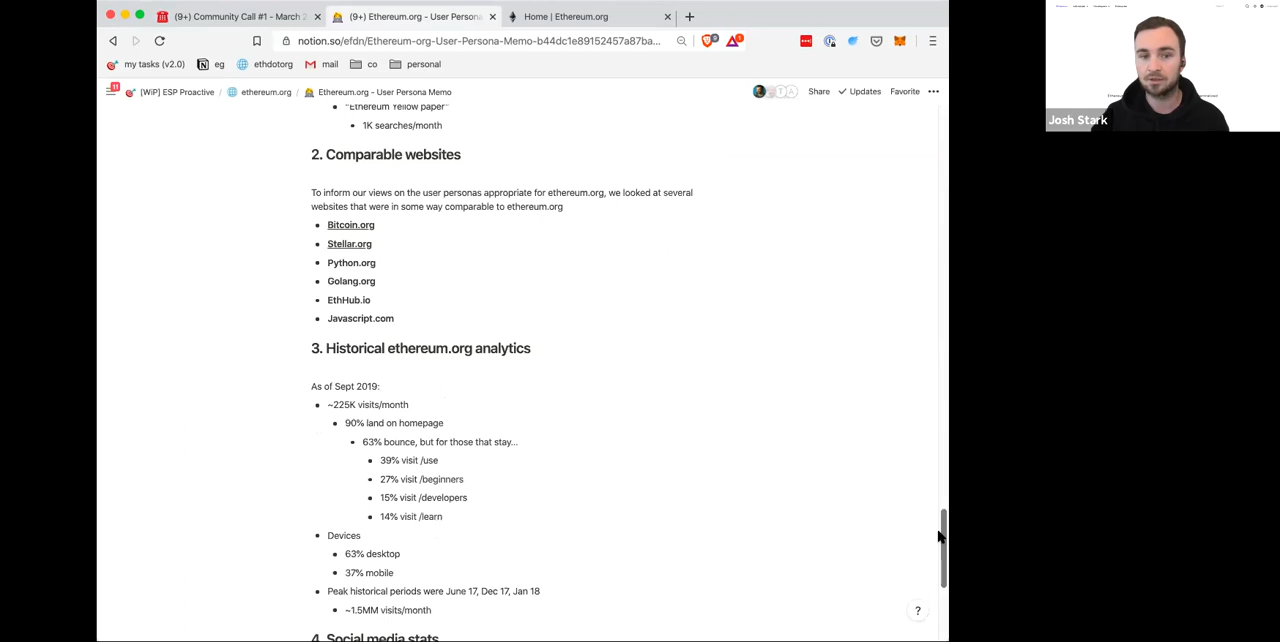 (9+) Community Call #1 - March 2
(9+) Ethereum.org - User Persona
Home | Ethereum.org
notion.so/efdn/Ethereum-org-User-Persona-Memo-b44dc1e89152457a87ba...
my tasks (v2.0)
eg
ethdotorg
mail
co
personal
11
[WiP] ESP Proactive / ethereum.org / Ethereum.org - User Persona Memo
Share
Updates
Favorite
"Ethereum Yellow paper"
1K searches/month
2. Comparable websites
To inform our views on the user personas appropriate for ethereum.org, we looked at several
websites that were in some way comparable to ethereum.org
Bitcoin.org
Stellar.org
Python.org
Golang.org
EthHub.io
Javascript.com
3. Historical ethereum.org analytics
As of Sept 2019:
~225K visits/month
90% land on homepage
63% bounce, but for those that stay...
39% visit /use
27% visit /beginners
15% visit /developers
14% visit /learn
Devices
63% desktop
37% mobile
Peak historical periods were June 17, Dec 17, Jan 18
~1.5MM visits/month
4. Social media stats
?
Josh Stark